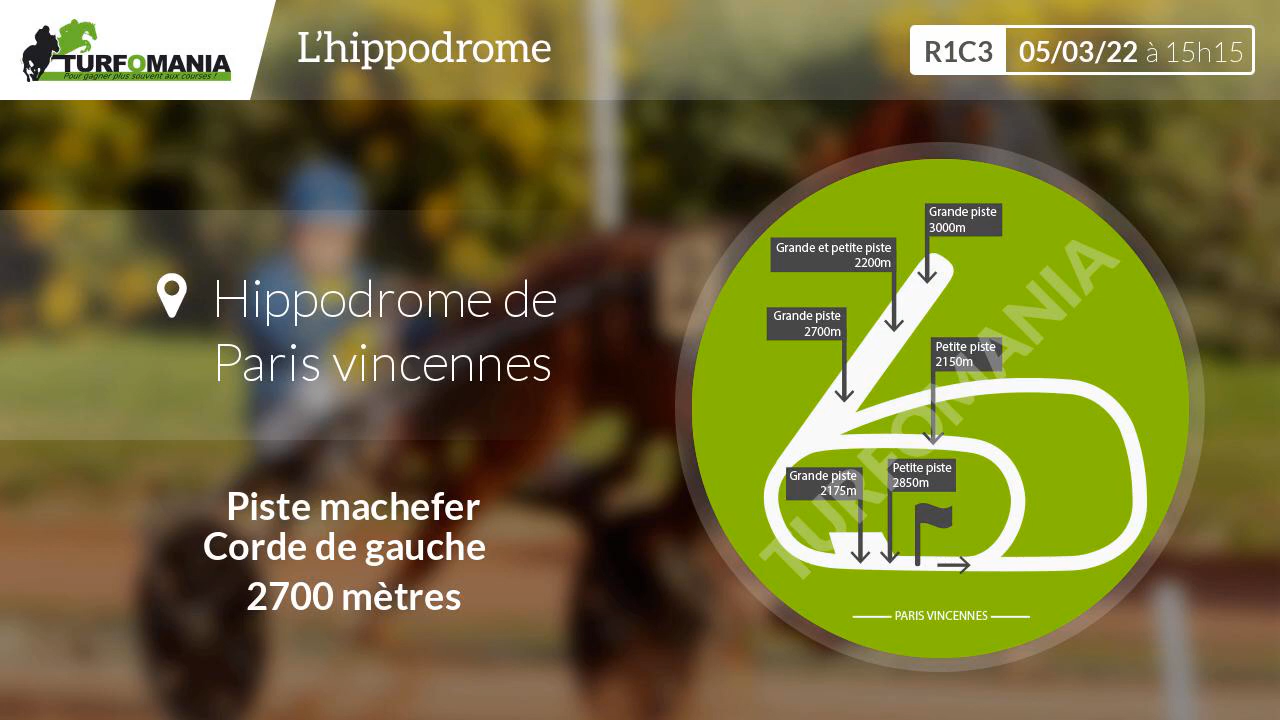 TURFOMANIA
Pour gagner plus souvent aux courses !
L'hippodrome
R1C3 05/03/22 à 15h15
Hippodrome de
Paris vincennes
Piste machefer
Corde de gauche
2700 mètres
Grande piste
3000m
Grande et petite piste
2200m
Grande piste
2700m
Petite piste
2150m
Grande piste
2175m
Petite piste
2850m
TURFOMANIA
PARIS VINCENNES